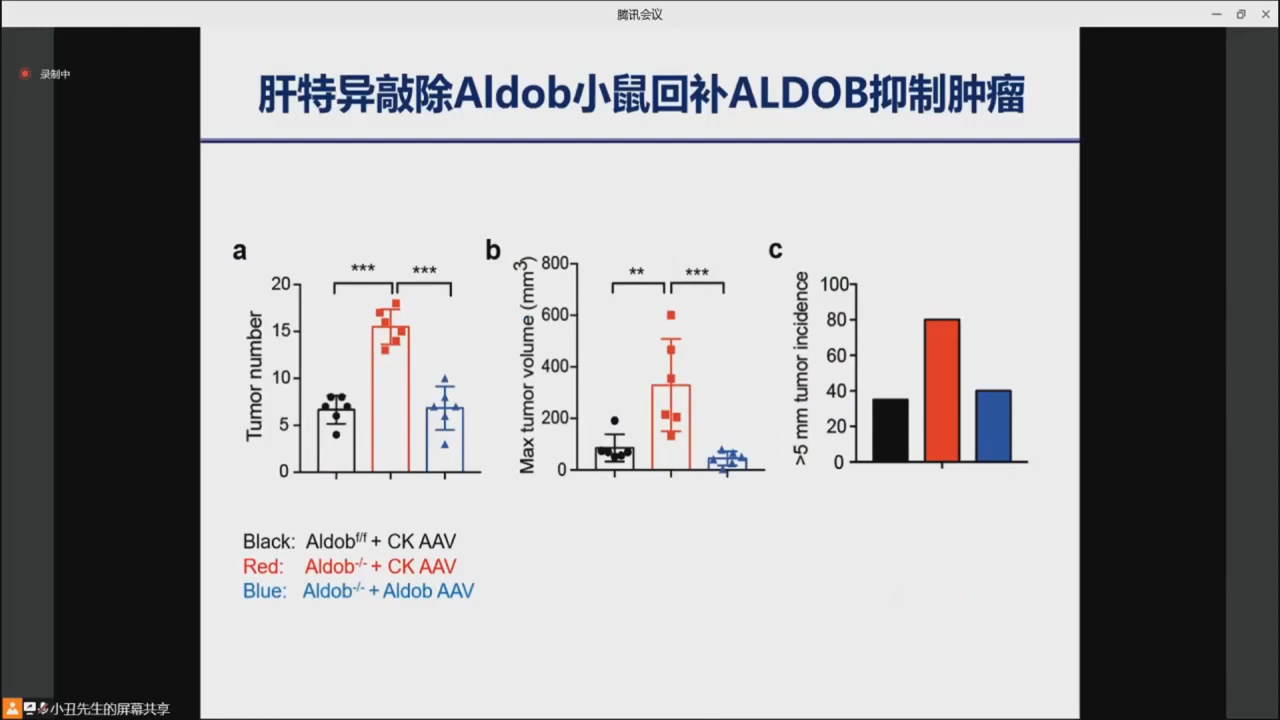 腾讯会议
录制中
肝特异敲除Aldob小鼠回补ALDOB抑制肿瘤
a
b
c
*** ***
** ***
Tumor number
20
15
10
5
0
Max tumor volume (mm³)
800
600
400
200
0
>5 mm tumor incidence
100
80
60
40
20
0
Black: Aldobf/f + CK AAV
Red: Aldob-/- + CK AAV
Blue: Aldob-/- + Aldob AAV
小丑先生的屏幕共享